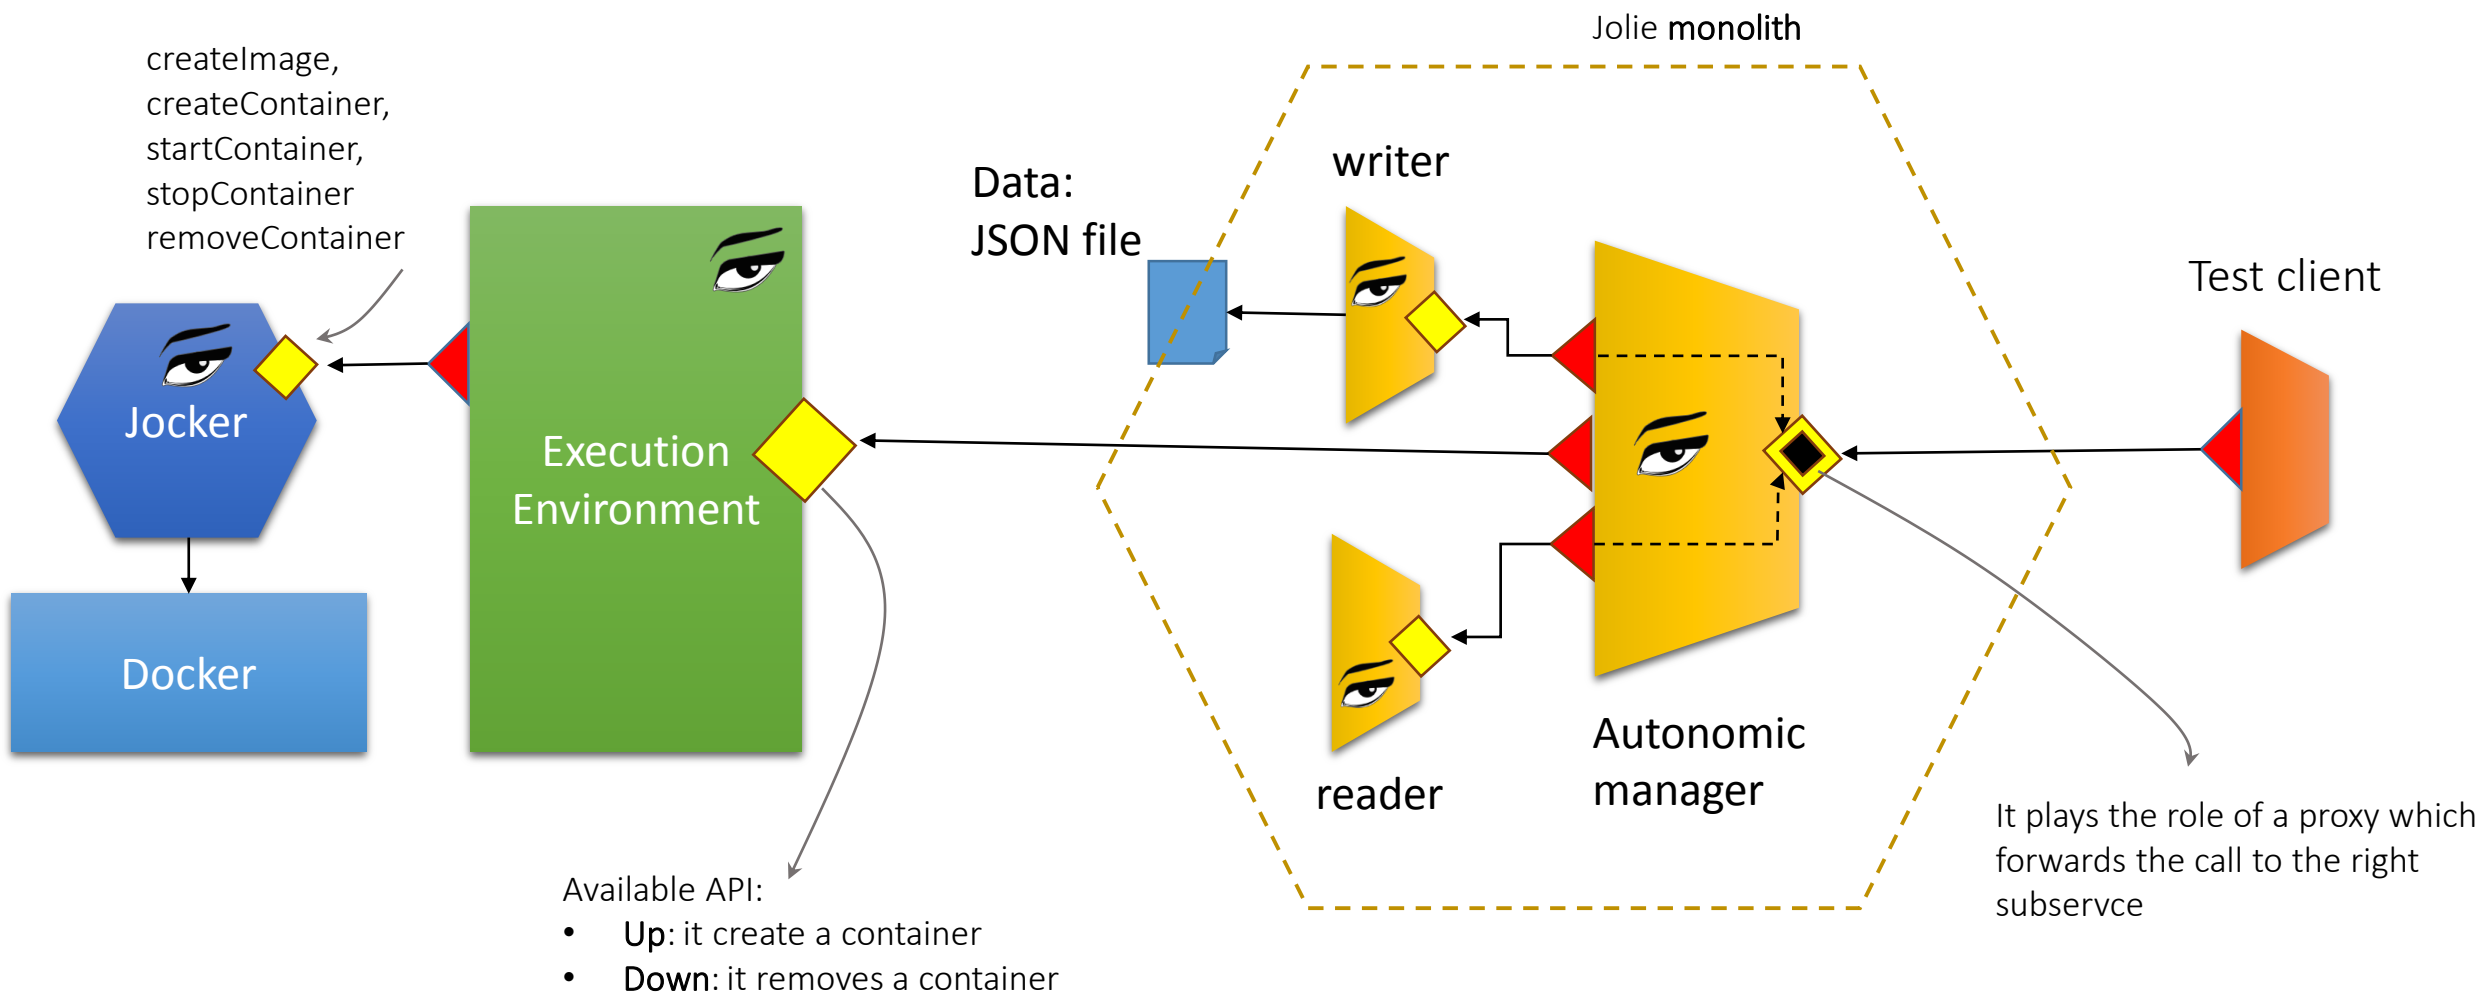 Jolie monolith
createImage,
createContainer,
startContainer,
stopContainer
removeContainer
Data:
JSON file
writer
Test client
Jocker
Execution
Environment
Docker
Autonomic
manager
reader
It plays the role of a proxy which
forwards the call to the right
subservce
Available API:
• Up: it create a container
• Down: it removes a container